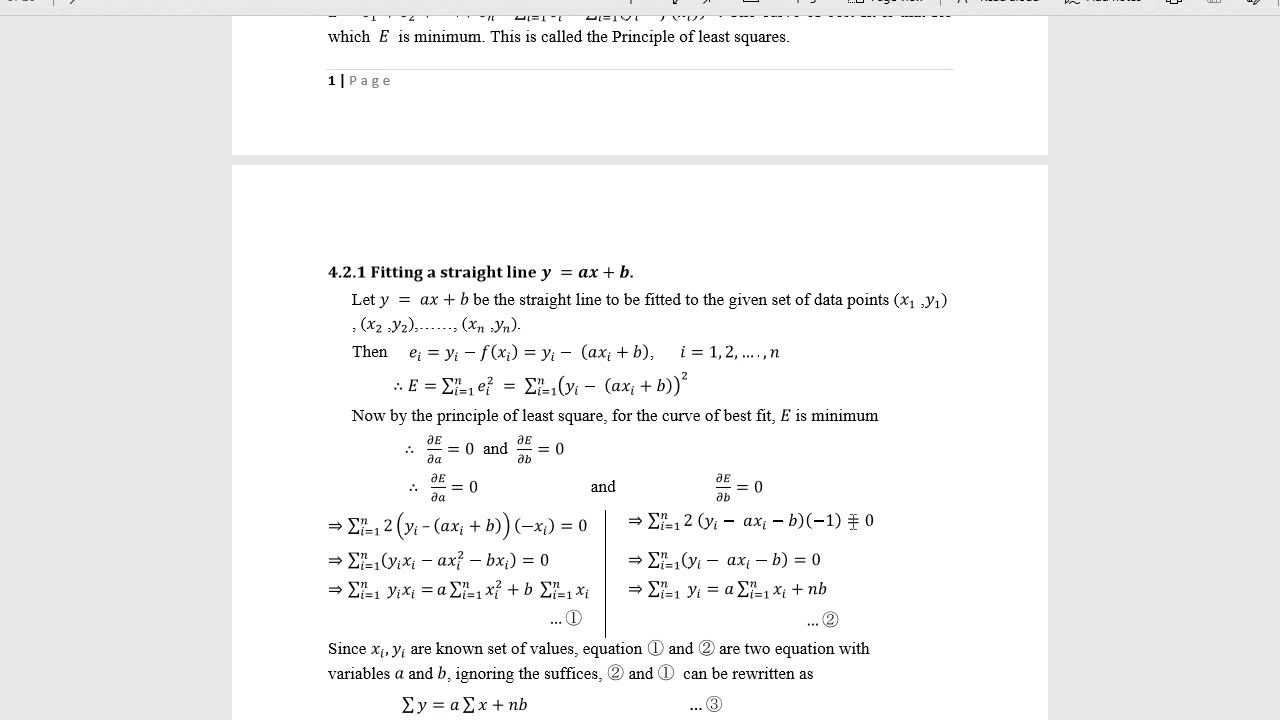 which E is minimum. This is called the Principle of least squares.
1 | Page
4.2.1 Fitting a straight line y = ax + b.
Let y = ax + b be the straight line to be fitted to the given set of data points (x₁ ,y₁)
, (x₂ ,y₂),……, (xₙ ,yₙ).
Then eᵢ = yᵢ − f(xᵢ) = yᵢ − (axᵢ + b), i = 1, 2, … . , n
∴ E = ∑ⁿᵢ₌₁ eᵢ² = ∑ⁿᵢ₌₁(yᵢ − (axᵢ + b))²
Now by the principle of least square, for the curve of best fit, E is minimum
∴ ∂E/∂a = 0 and ∂E/∂b = 0
∴ ∂E/∂a = 0 and ∂E/∂b = 0
⇒ ∑ⁿᵢ₌₁ 2 (yᵢ – (axᵢ + b)) (−xᵢ) = 0 ⇒ ∑ⁿᵢ₌₁ 2 (yᵢ − axᵢ − b)(−1) = 0
⇒ ∑ⁿᵢ₌₁(yᵢxᵢ − axᵢ² − bxᵢ) = 0 ⇒ ∑ⁿᵢ₌₁(yᵢ − axᵢ − b) = 0
⇒ ∑ⁿᵢ₌₁ yᵢxᵢ = a ∑ⁿᵢ₌₁ xᵢ² + b ∑ⁿᵢ₌₁ xᵢ ⇒ ∑ⁿᵢ₌₁ yᵢ = a ∑ⁿᵢ₌₁ xᵢ + nb
… ① … ②
Since xᵢ, yᵢ are known set of values, equation ① and ② are two equation with
variables a and b, ignoring the suffices, ② and ① can be rewritten as
∑ y = a ∑ x + nb … ③